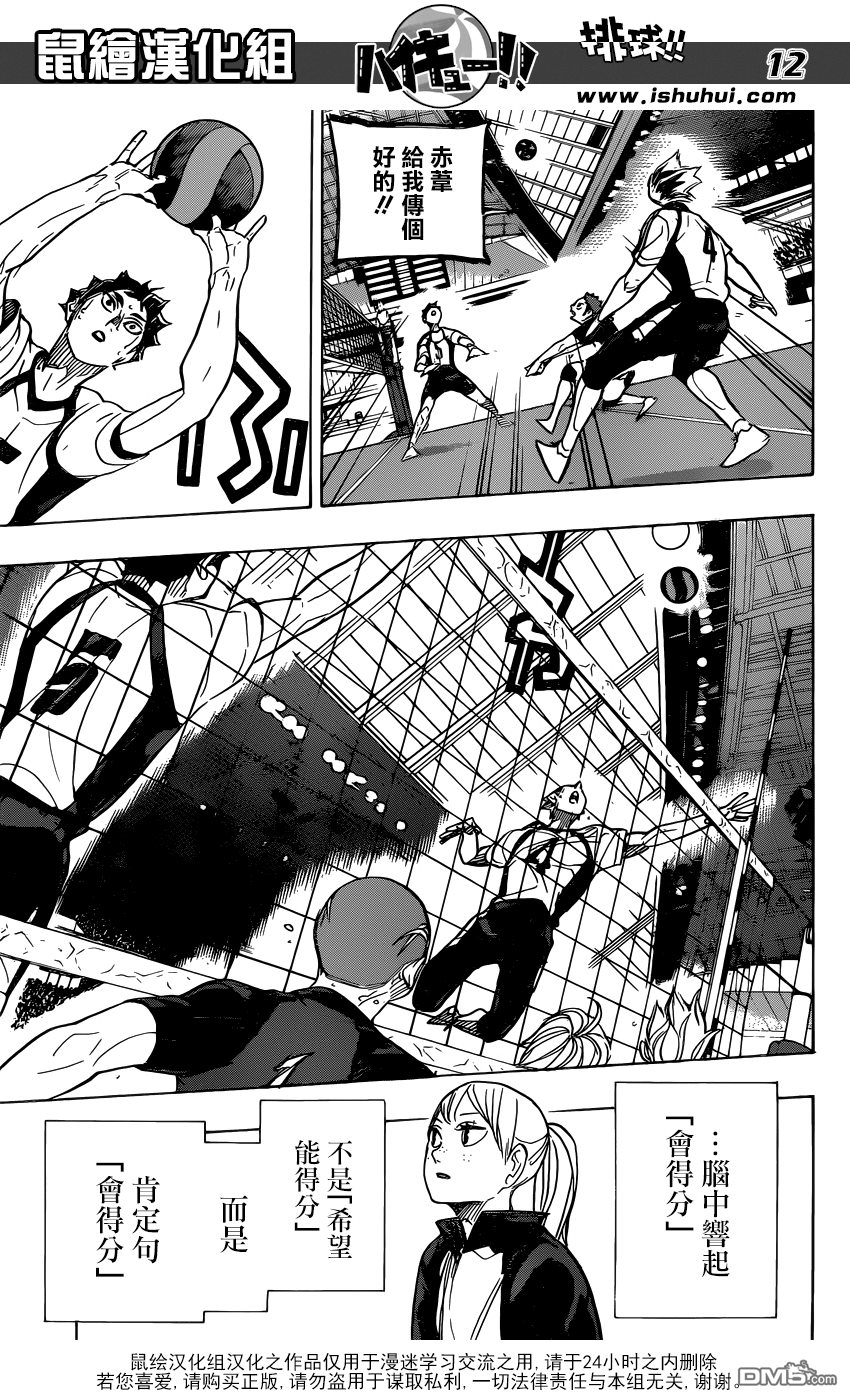 鼠繪漢化組
ハイキュー!!
排球!!
12
www.ishuhui.com
赤葦
給我傳個
好的!!
4
5
4
…腦中響起
「會得分」
不是「希望
能得分」
而是
肯定句
「會得分」
鼠绘汉化组汉化之作品仅用于漫迷学习交流之用,请于24小时之内删除
若您喜爱,请购买正版,请勿盗用于谋取私利,一切法律责任与本组无关,谢谢.
DM5.com